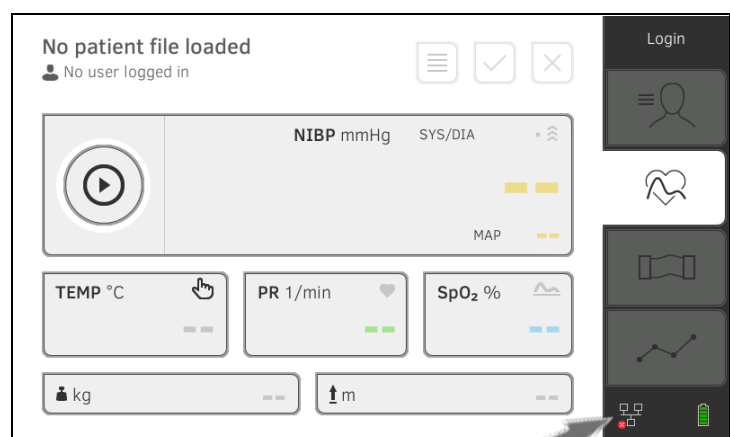 No patient file loaded
No user logged in
Login
NIBP mmHg SYS/DIA
--
MAP --
TEMP °C
--
PR 1/min
--
SpO₂ %
--
kg --
m --